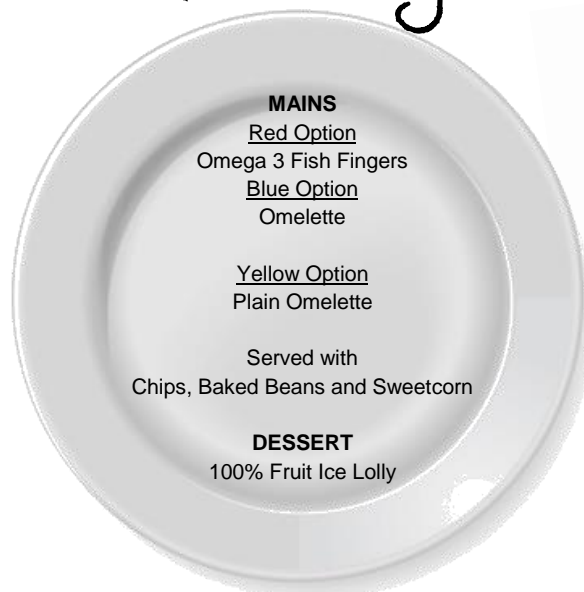 MAINS
Red Option
Omega 3 Fish Fingers
Blue Option
Omelette
Yellow Option
Plain Omelette
Served with
Chips, Baked Beans and Sweetcorn
DESSERT
100% Fruit Ice Lolly